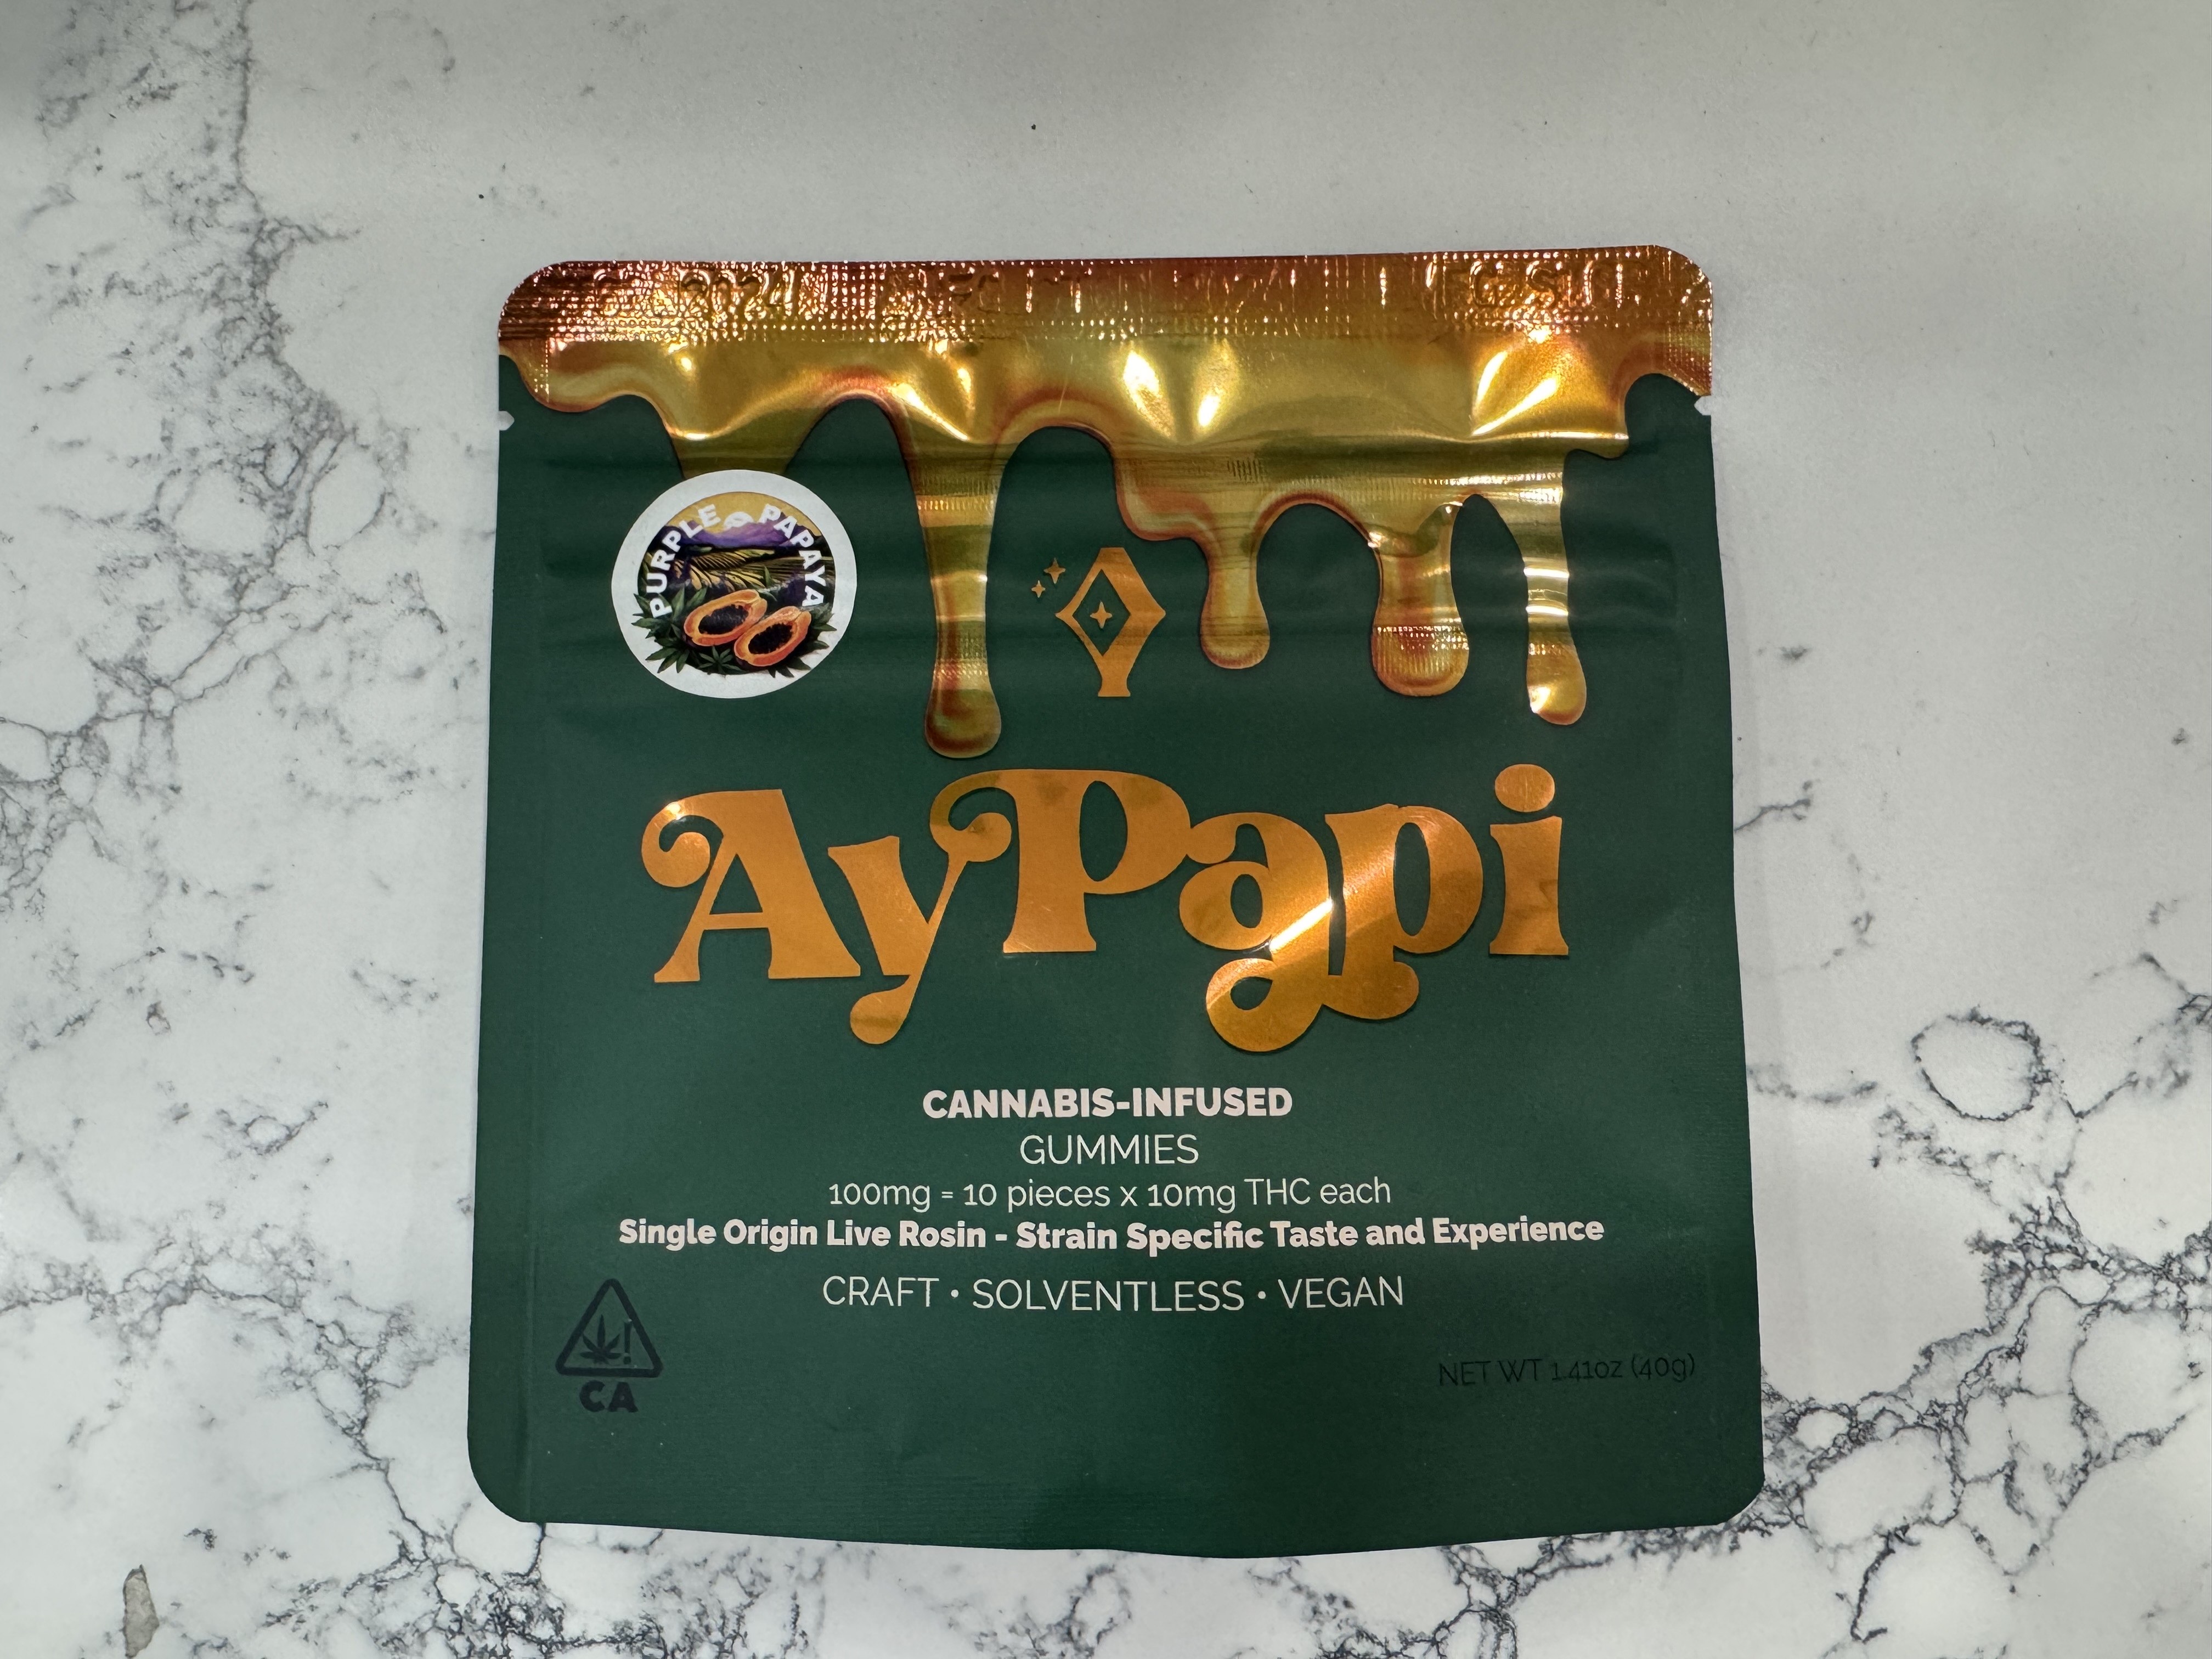 PURPLE PAPAYA
AyPapi
CANNABIS-INFUSED
GUMMIES
100mg = 10 pieces x 10mg THC each
Single Origin Live Rosin - Strain Specific Taste and Experience
CRAFT • SOLVENTLESS • VEGAN
CA
NET WT 1.41oz (40g)